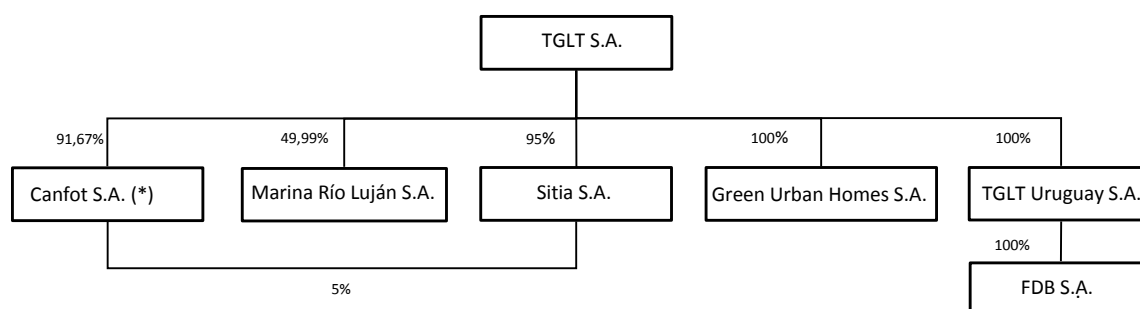 TGLT S.A.
91,67%
49,99%
95%
100%
100%
Canfot S.A. (*)
Marina Río Luján S.A.
Sitia S.A.
Green Urban Homes S.A.
TGLT Uruguay S.A.
100%
5%
FDB S.A.